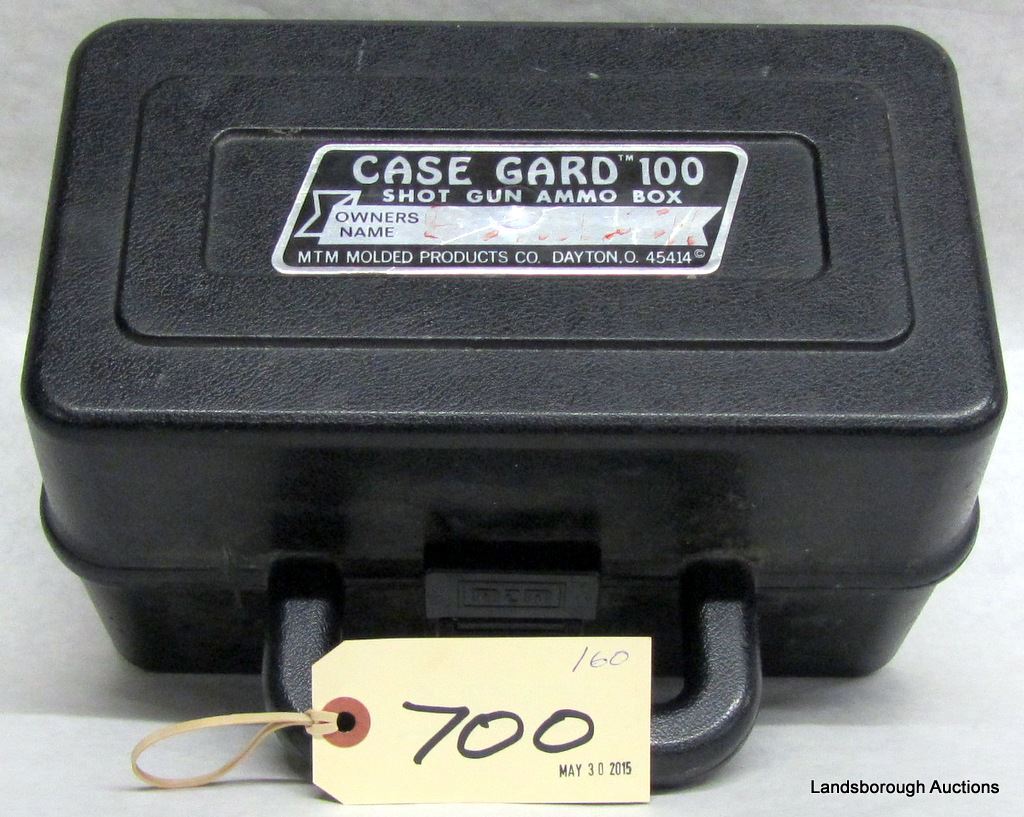 CASE GARD™ 100
SHOT GUN AMMO BOX
OWNERS
NAME
MTM MOLDED PRODUCTS CO. DAYTON, O. 45414©
MTM
160
700
MAY 30 2015
Landsborough Auctions